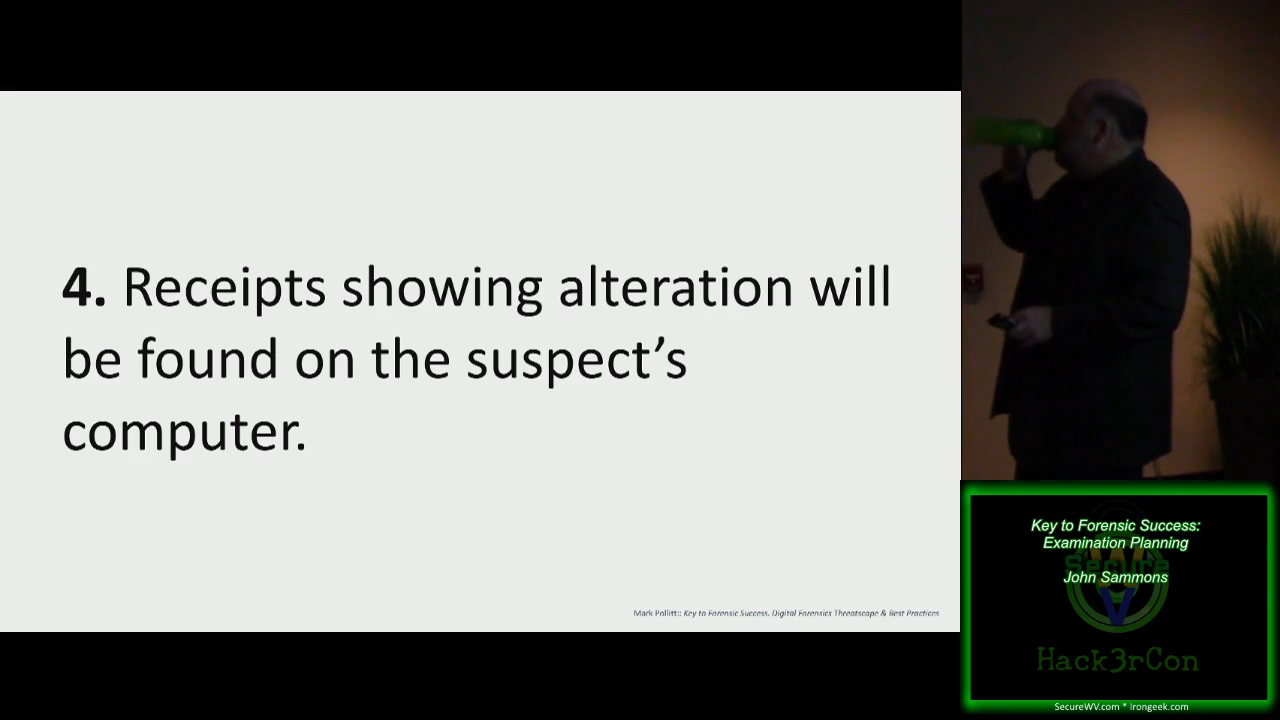 4. Receipts showing alteration will
be found on the suspect’s
computer.
Mark Pollitt:: Key to Forensic Success. Digital Forensics Threatscape & Best Practices
Key to Forensic Success:
Examination Planning
John Sammons
Secure
W
V
Hack3rCon
SecureWV.com * Irongeek.com